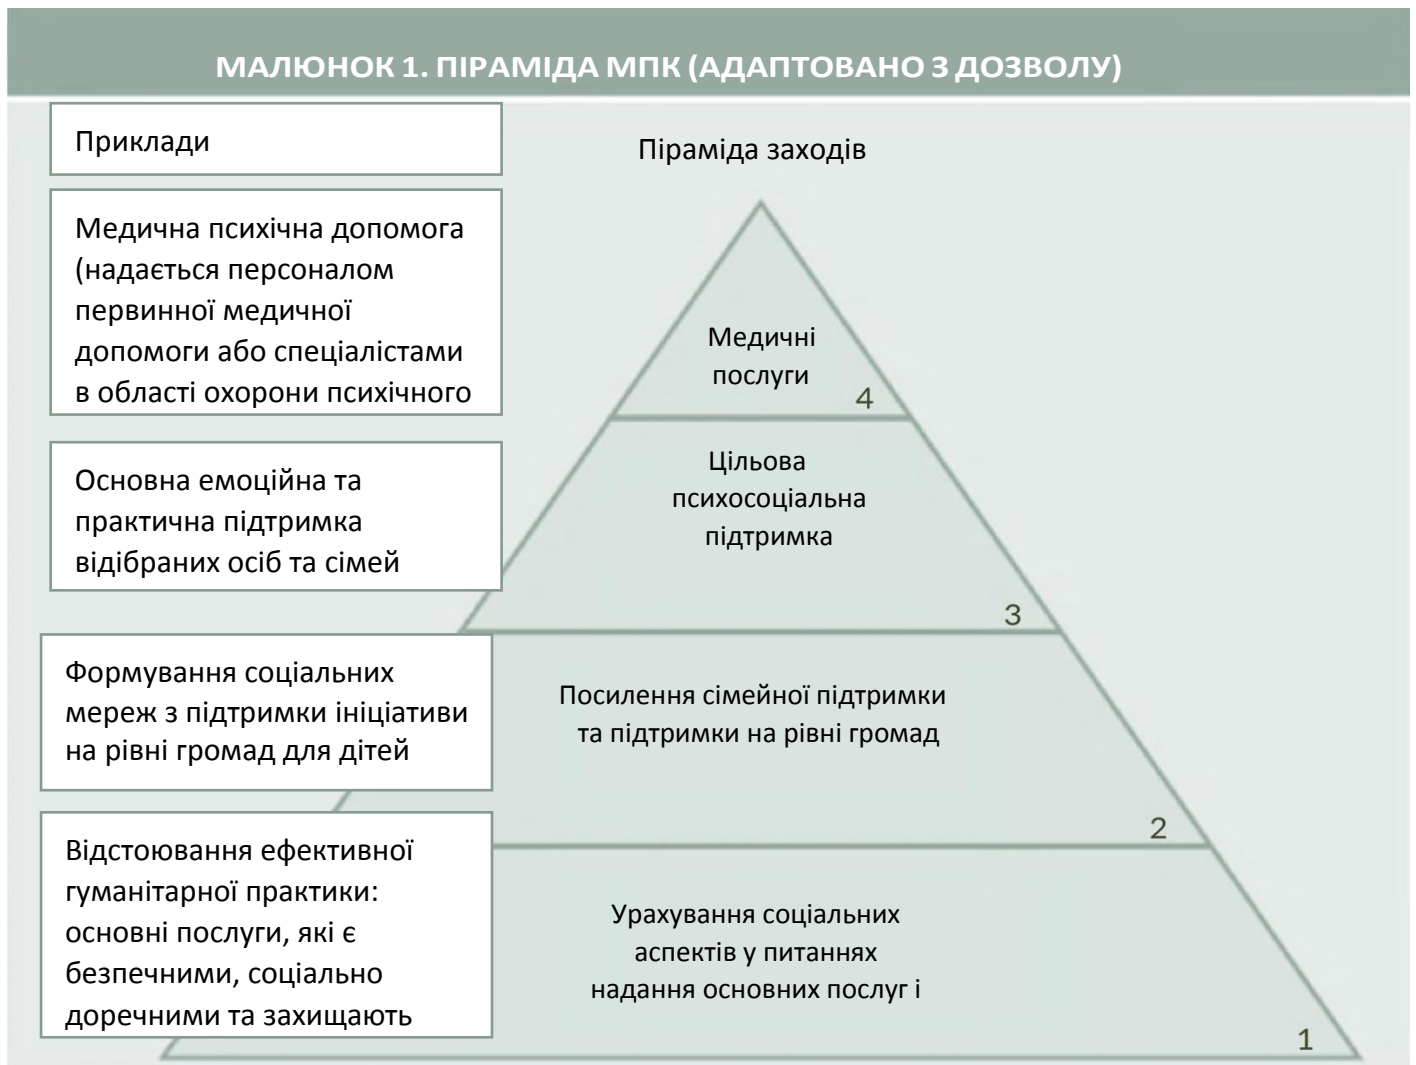 МАЛЮНОК 1. ПІРАМІДА МПК (АДАПТОВАНО З ДОЗВОЛУ)
Приклади
Піраміда заходів
Медична психічна допомога
(надається персоналом
первинної медичної
допомоги або спеціалістами
в області охорони психічного
Медичні
послуги
4
Основна емоційна та
практична підтримка
відібраних осіб та сімей
Цільова
психосоціальна
підтримка
3
Формування соціальних
мереж з підтримки ініціативи
на рівні громад для дітей
Посилення сімейної підтримки
та підтримки на рівні громад
2
Відстоювання ефективної
гуманітарної практики:
основні послуги, які є
безпечними, соціально
доречними та захищають
Урахування соціальних
аспектів у питаннях
надання основних послуг і
1